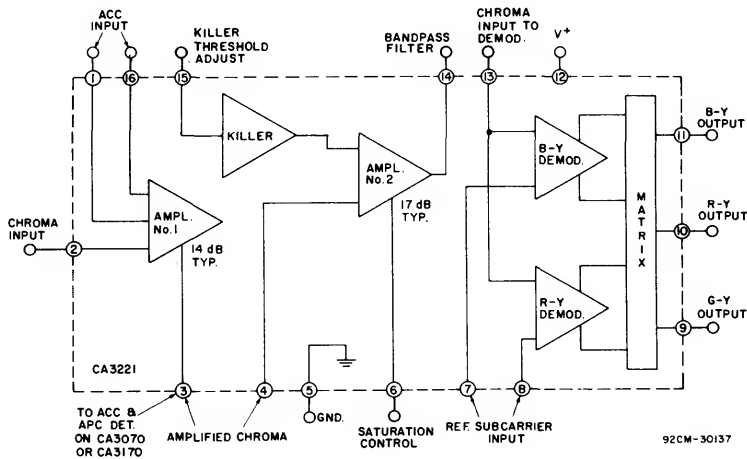 ACC
INPUT
KILLER
THRESHOLD
ADJUST
BANDPASS
FILTER
CHROMA
INPUT TO
DEMOD.
V+
1
16
15
14
13
12
KILLER
AMPL.
No.2
17 dB
TYP.
B-Y
DEMOD.
MATRIX
B-Y
OUTPUT
11
AMPL.
No.1
14 dB
TYP.
CHROMA
INPUT
2
R-Y
OUTPUT
10
R-Y
DEMOD.
G-Y
OUTPUT
9
CA3221
3
4
5
6
7
8
TO ACC &
APC DET.
ON CA3070
OR CA3170
AMPLIFIED CHROMA
GND.
SATURATION
CONTROL
REF. SUBCARRIER
INPUT
92CM-30137